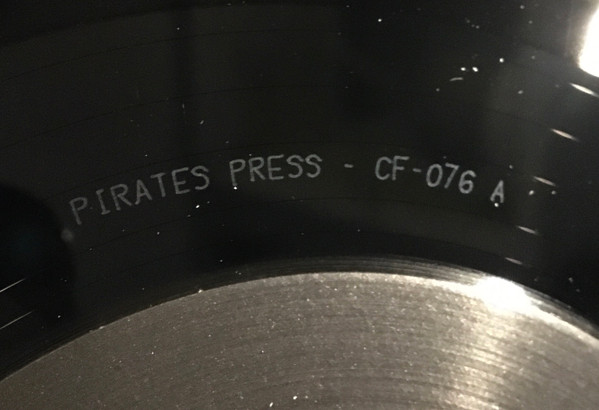 PIRATES PRESS - CF-076 A